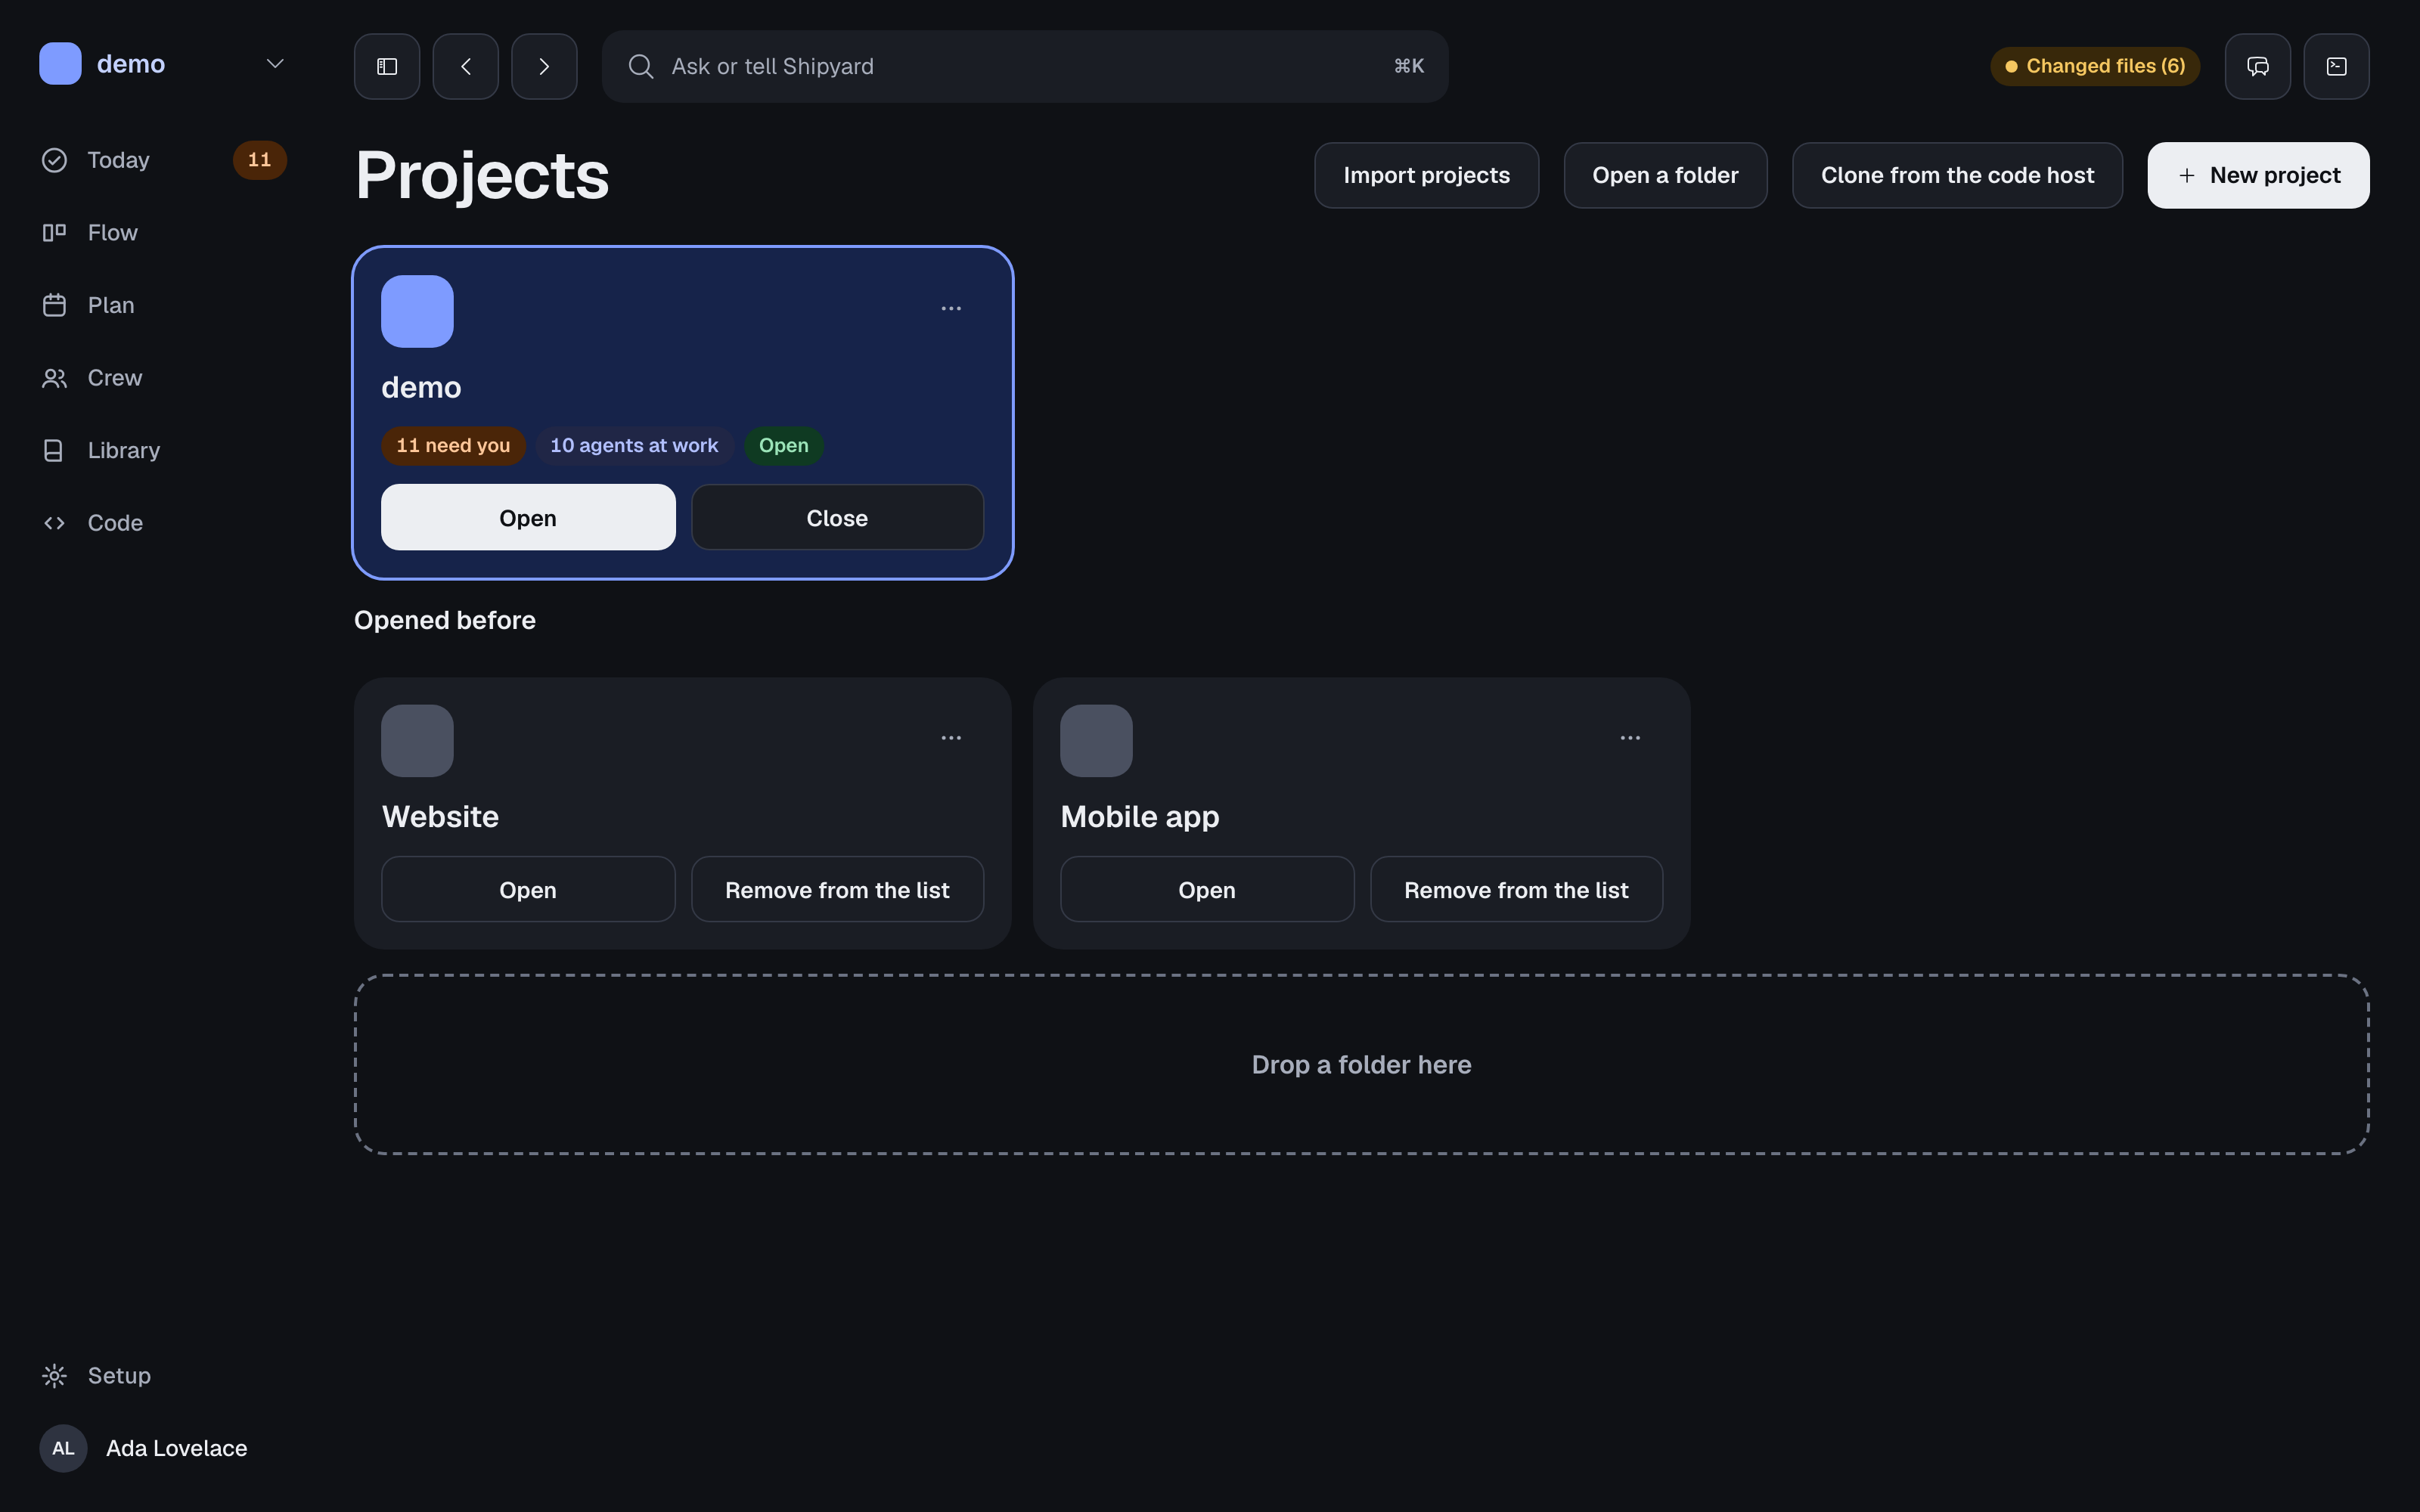 demo
Ask or tell Shipyard
⌘K
Changed files (6)
Today
11
Flow
Plan
Crew
Library
Code
Projects
Import projects
Open a folder
Clone from the code host
New project
demo
11 need you
10 agents at work
Open
Open
Close
Opened before
Website
Open
Remove from the list
Mobile app
Open
Remove from the list
Drop a folder here
Setup
AL
Ada Lovelace